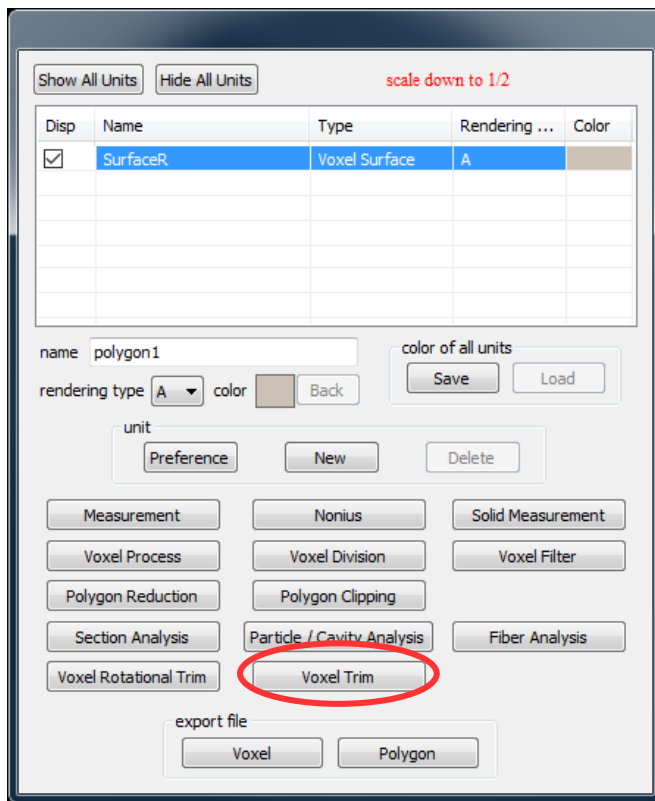 Show All Units Hide All Units scale down to 1/2
Disp Name Type Rendering ... Color
SurfaceR Voxel Surface A
name polygon1
color of all units
Save Load
rendering type A color Back
unit
Preference New Delete
Measurement Nonius Solid Measurement
Voxel Process Voxel Division Voxel Filter
Polygon Reduction Polygon Clipping
Section Analysis Particle / Cavity Analysis Fiber Analysis
Voxel Rotational Trim Voxel Trim
export file
Voxel Polygon